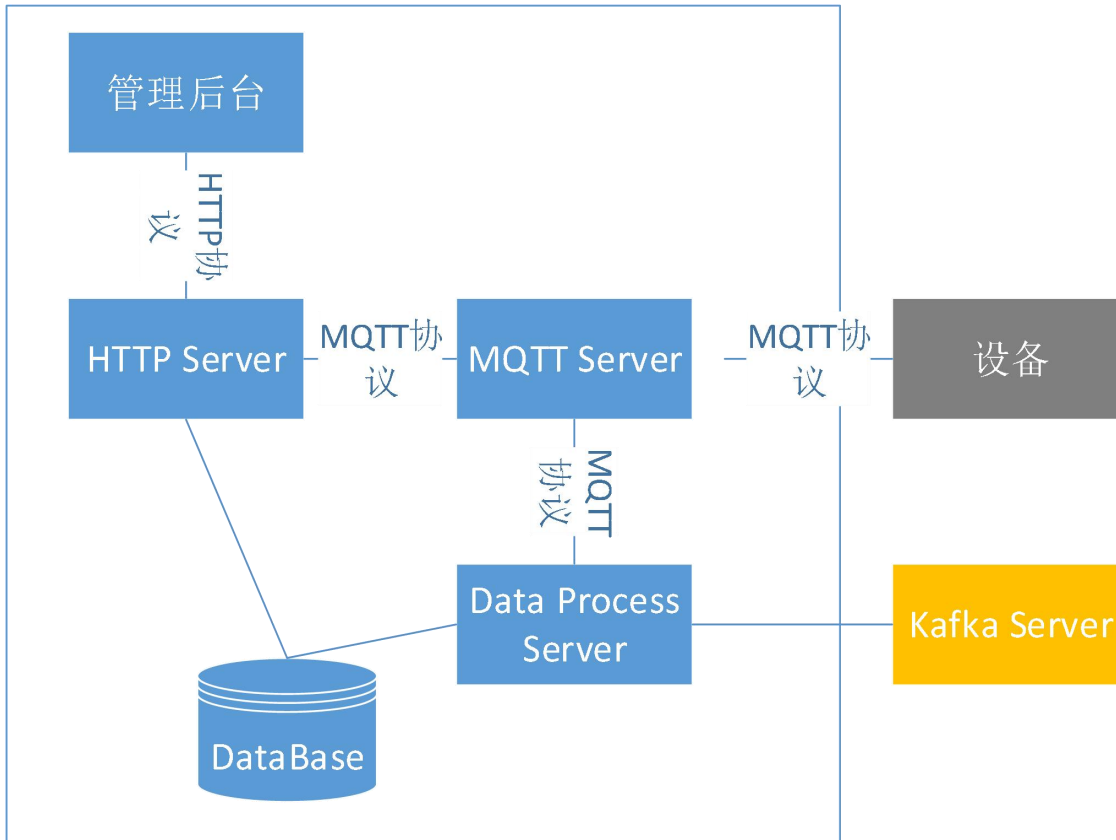 管理后台
HTTP协
议
HTTP Server
MQTT协
议
MQTT Server
MQTT协
议
设备
MQTT
协议
Data Process
Server
Kafka Server
DataBase